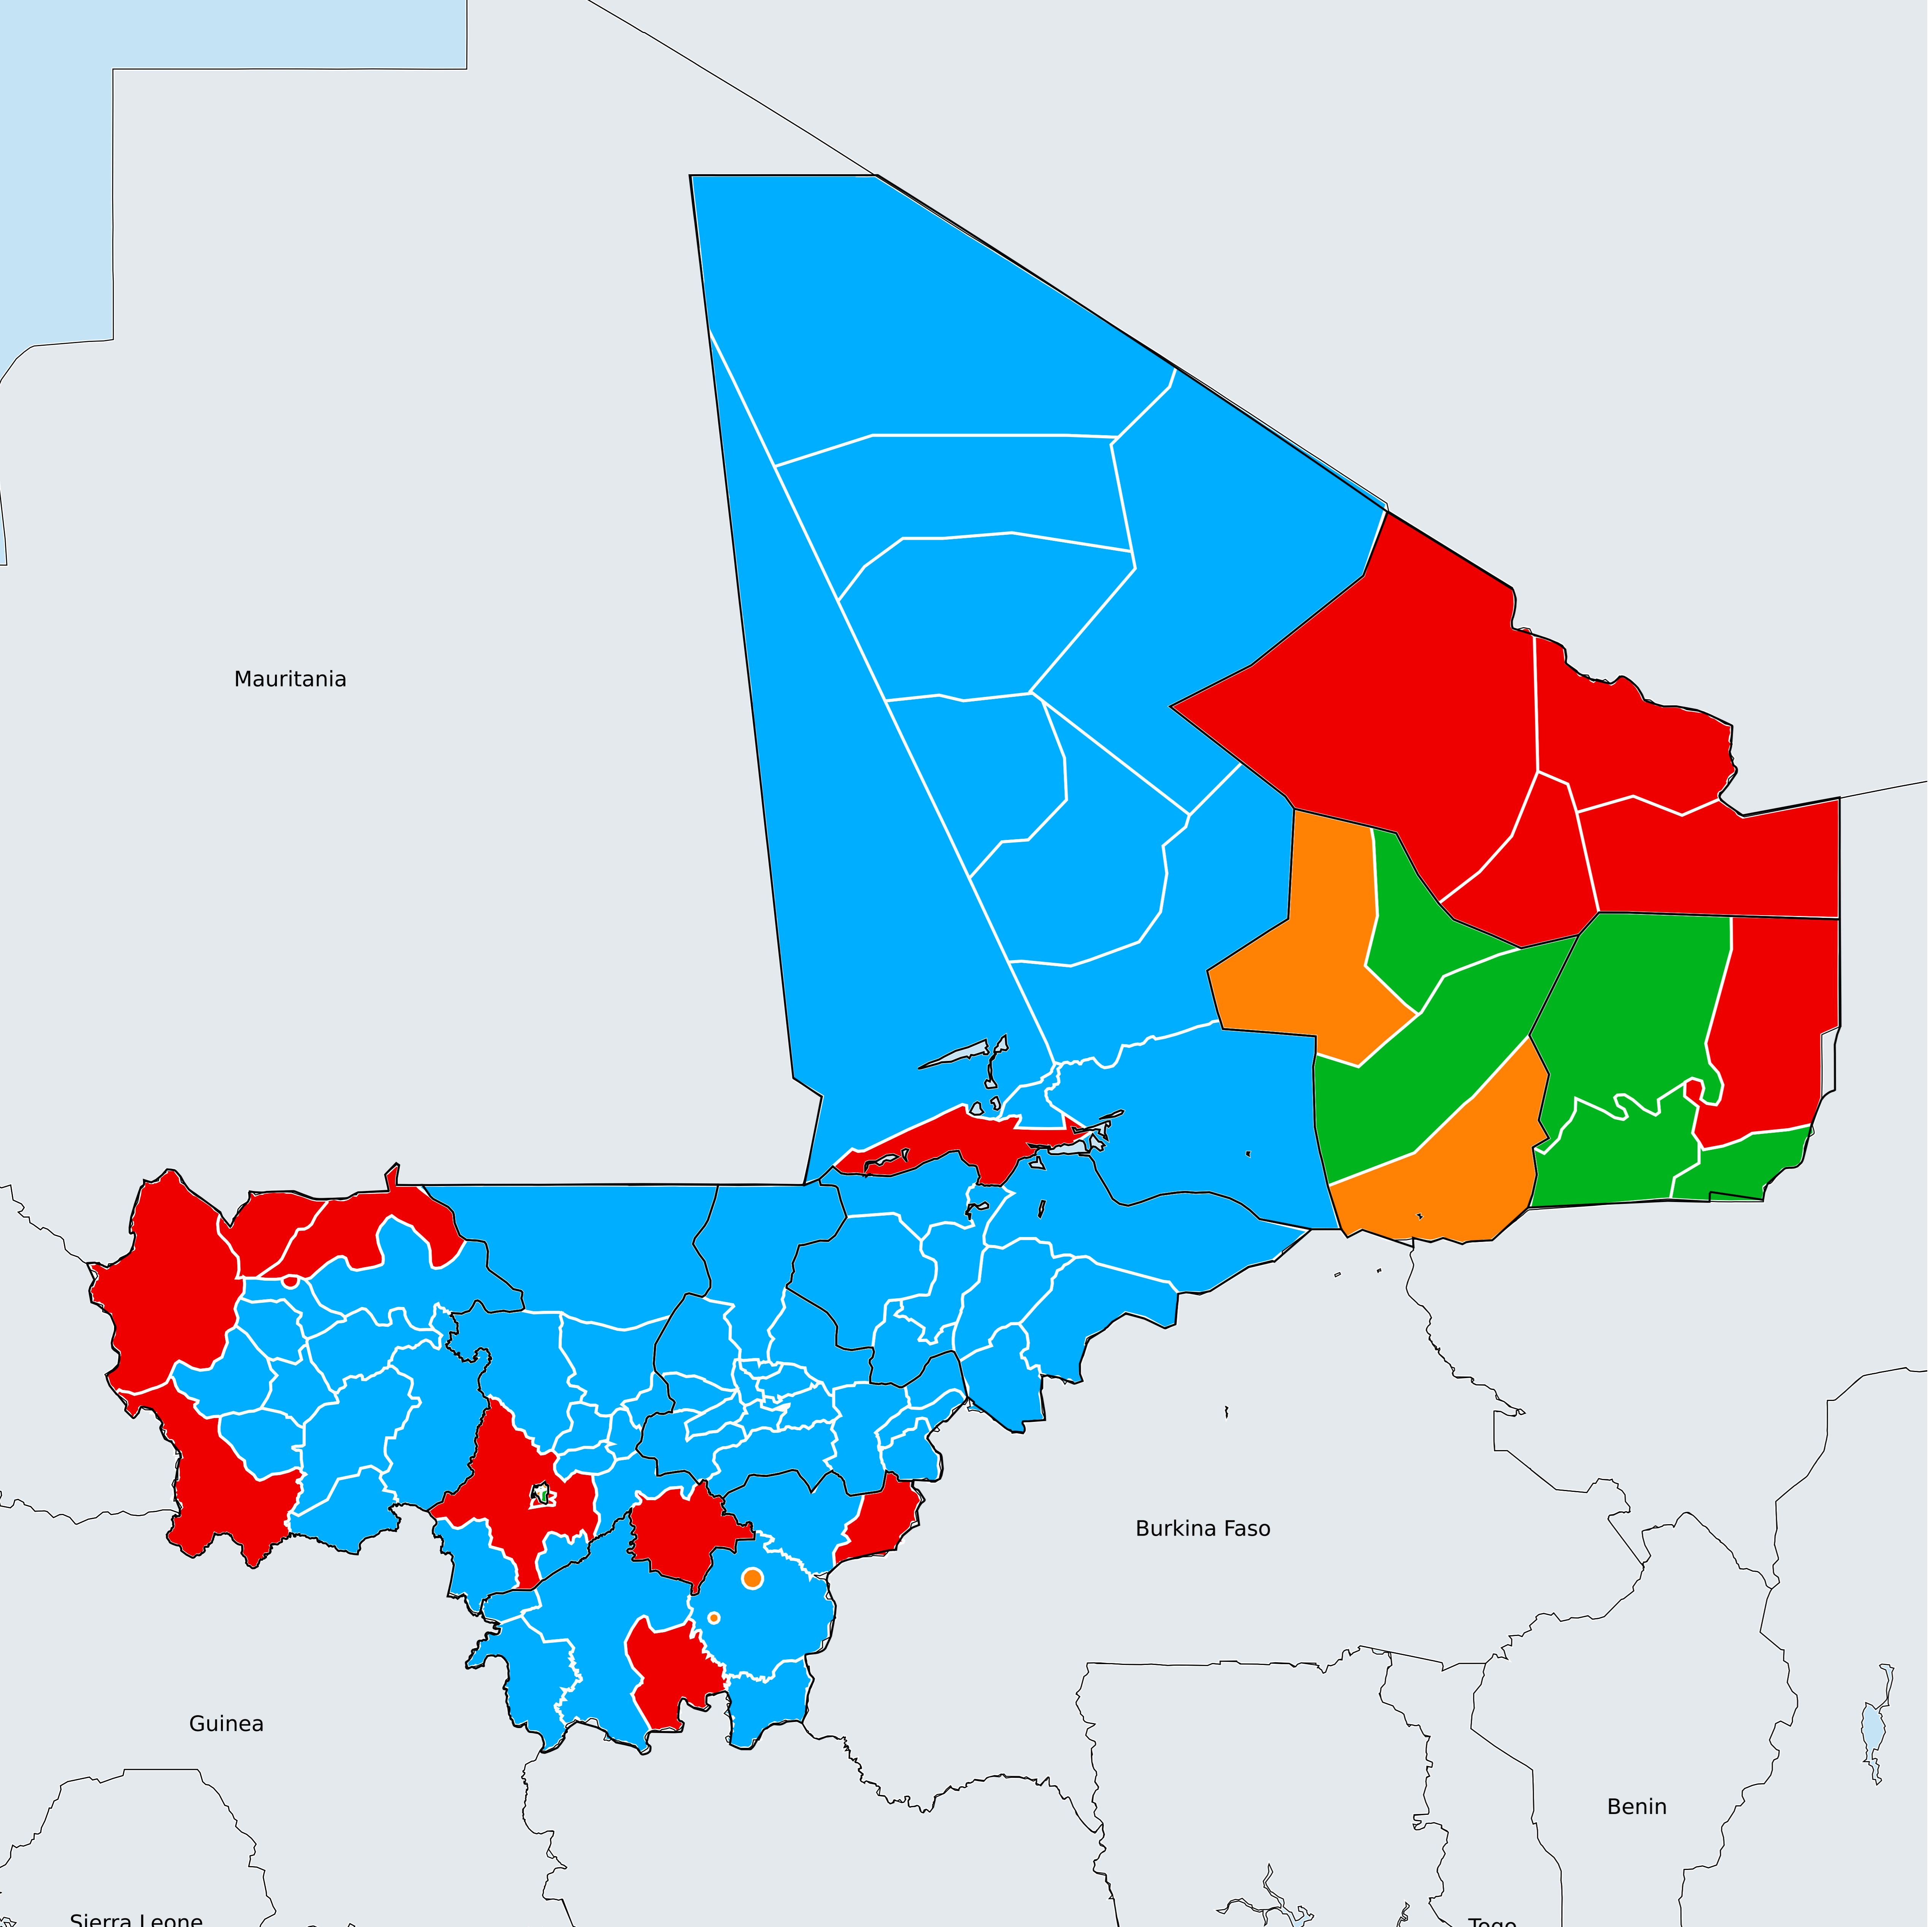 Mauritania
Burkina Faso
Guinea
Benin
Sierra Leone
Togo